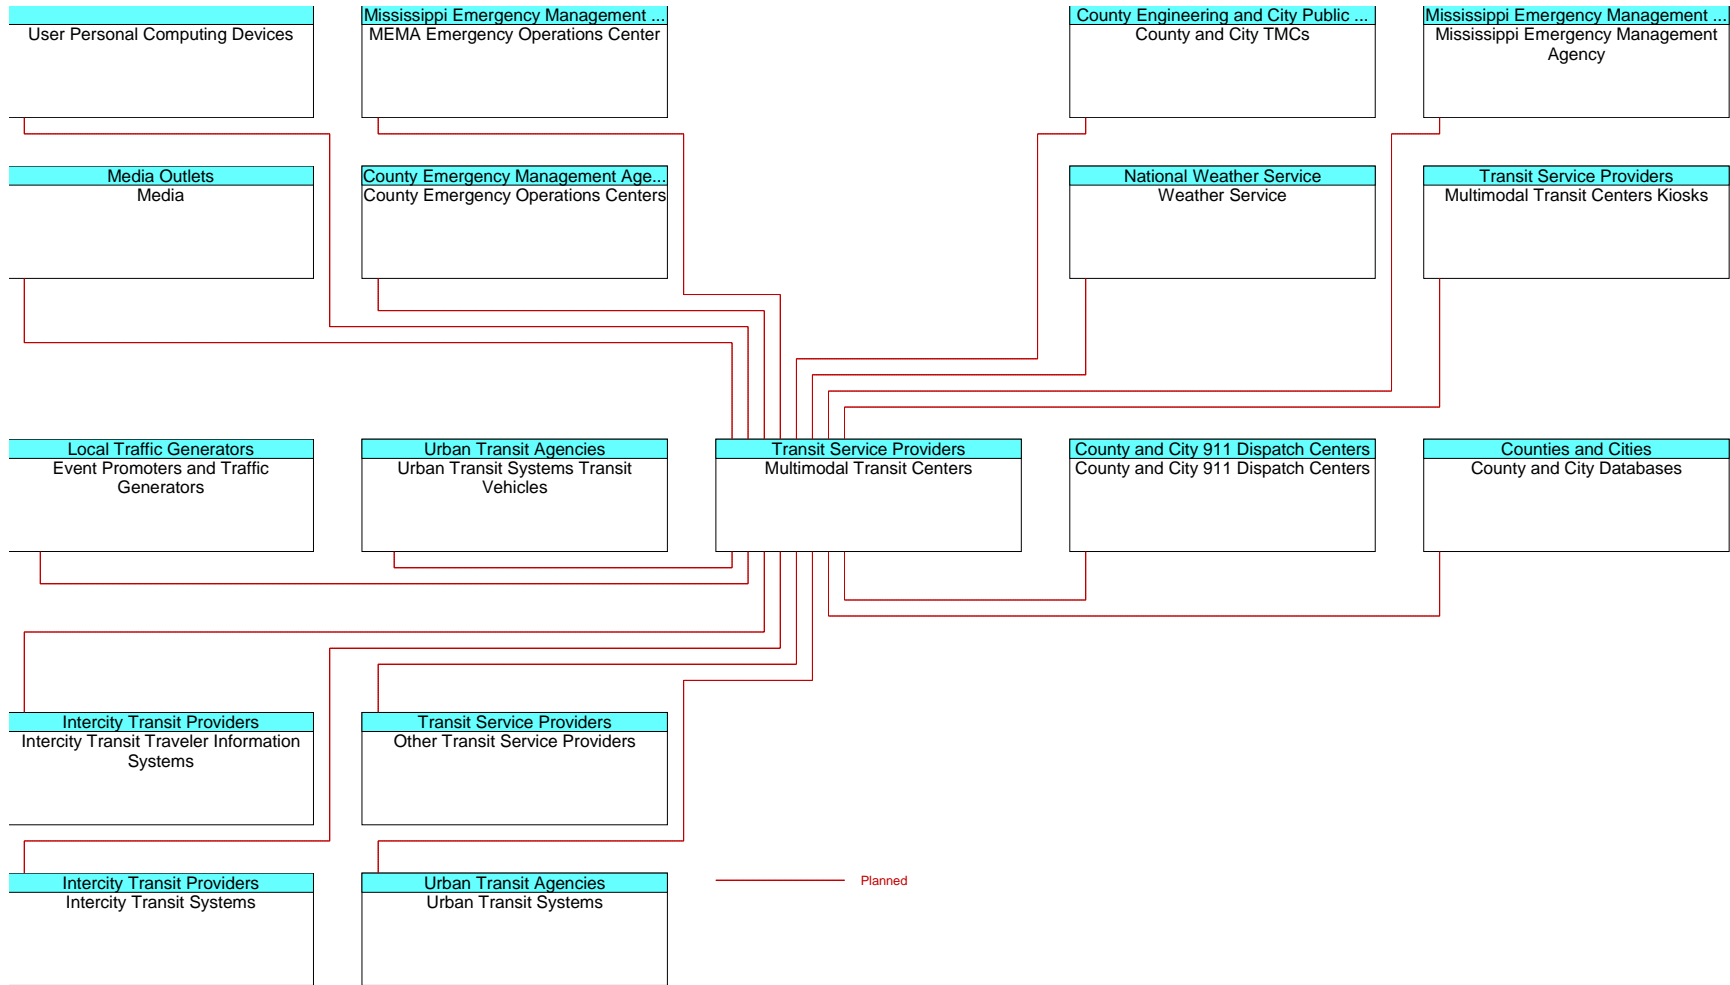 User Personal Computing Devices
Mississippi Emergency Management ...
MEMA Emergency Operations Center
County Engineering and City Public ...
County and City TMCs
Mississippi Emergency Management ...
Mississippi Emergency Management
Agency
Media Outlets
Media
County Emergency Management Age...
County Emergency Operations Centers
National Weather Service
Weather Service
Transit Service Providers
Multimodal Transit Centers Kiosks
Local Traffic Generators
Event Promoters and Traffic
Generators
Urban Transit Agencies
Urban Transit Systems Transit
Vehicles
Transit Service Providers
Multimodal Transit Centers
County and City 911 Dispatch Centers
County and City 911 Dispatch Centers
Counties and Cities
County and City Databases
Intercity Transit Providers
Intercity Transit Traveler Information
Systems
Transit Service Providers
Other Transit Service Providers
Intercity Transit Providers
Intercity Transit Systems
Urban Transit Agencies
Urban Transit Systems
Planned